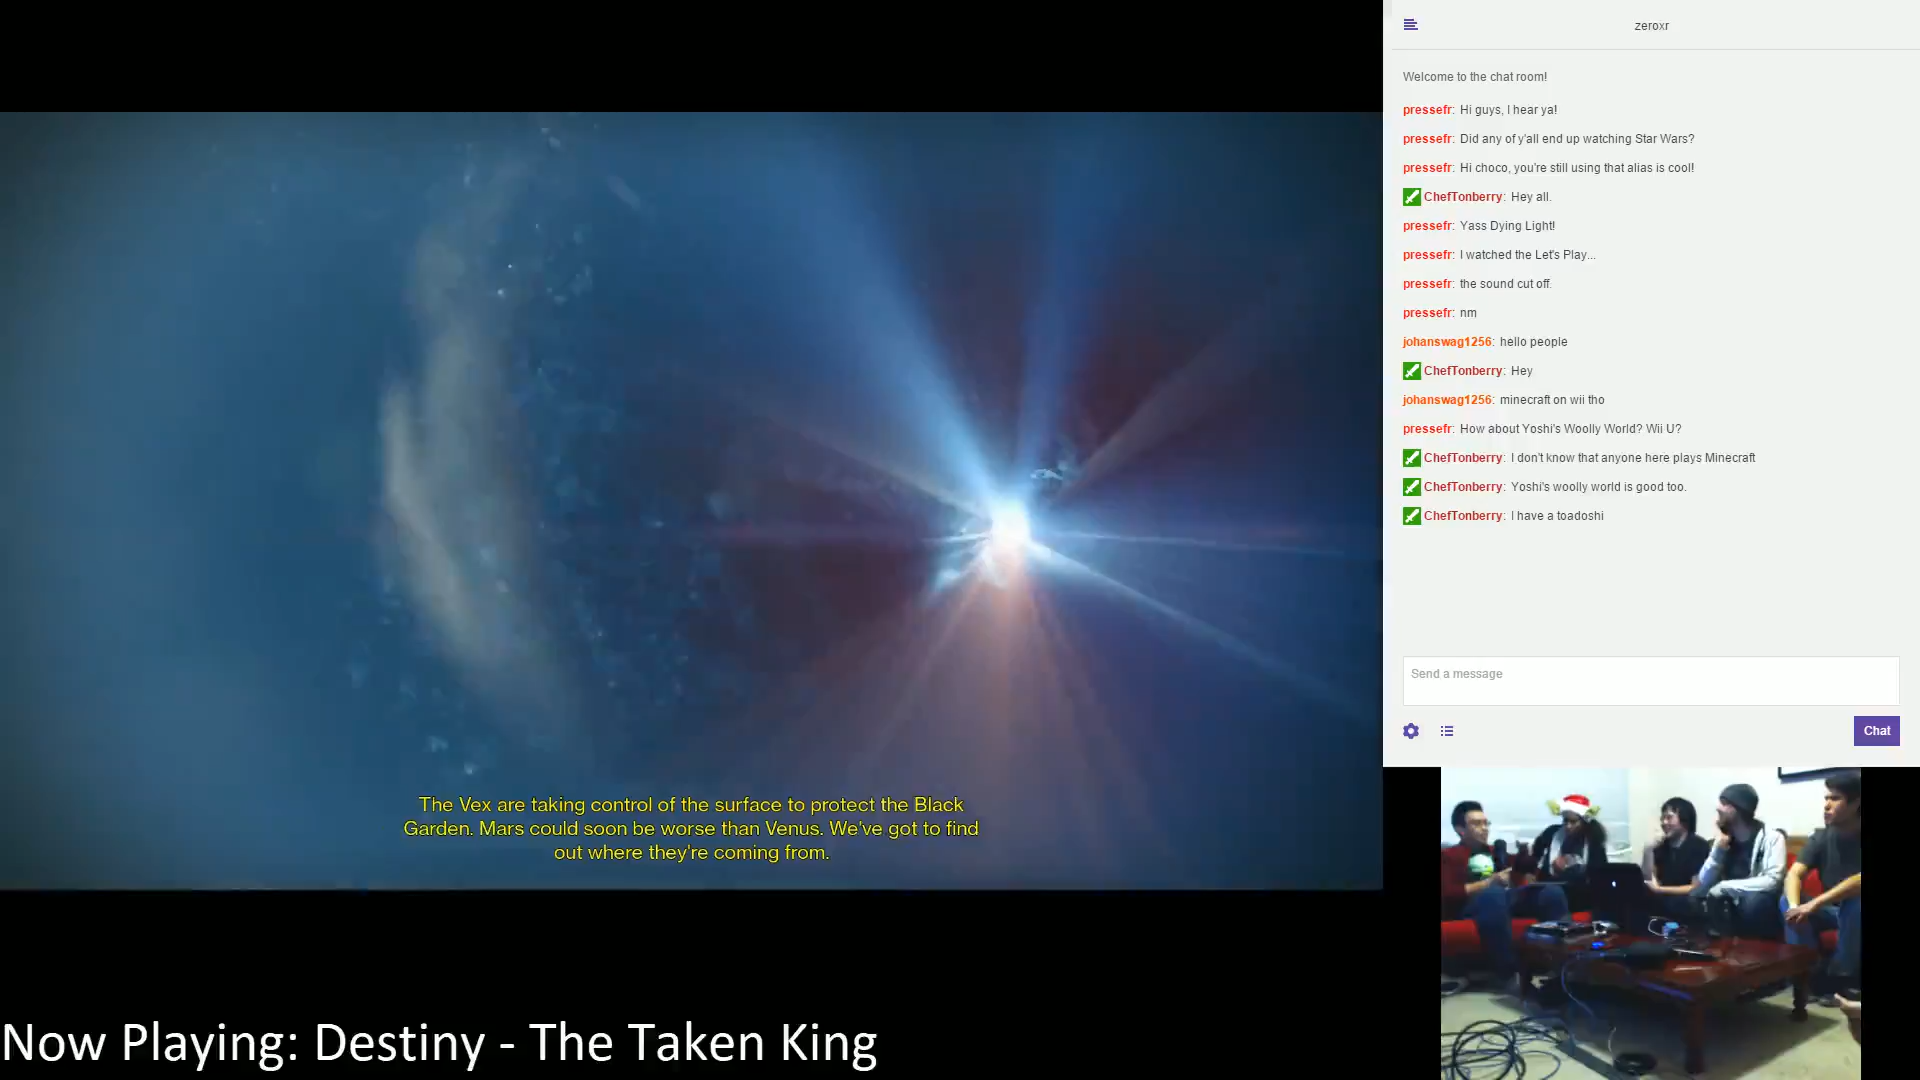 zeroxr
Welcome to the chat room!
pressefr: Hi guys, I hear ya!
pressefr: Did any of y'all end up watching Star Wars?
pressefr: Hi choco, you're still using that alias is cool!
ChefTonberry: Hey all.
pressefr: Yass Dying Light!
pressefr: I watched the Let's Play...
pressefr: the sound cut off.
pressefr: nm
johanswag1256: hello people
ChefTonberry: Hey
johanswag1256: minecraft on wii tho
pressefr: How about Yoshi's Woolly World? Wii U?
ChefTonberry: I don't know that anyone here plays Minecraft
ChefTonberry: Yoshi's woolly world is good too.
ChefTonberry: I have a toadoshi
Send a message
Chat
The Vex are taking control of the surface to protect the Black
Garden. Mars could soon be worse than Venus. We've got to find
out where they're coming from.
Now Playing: Destiny - The Taken King